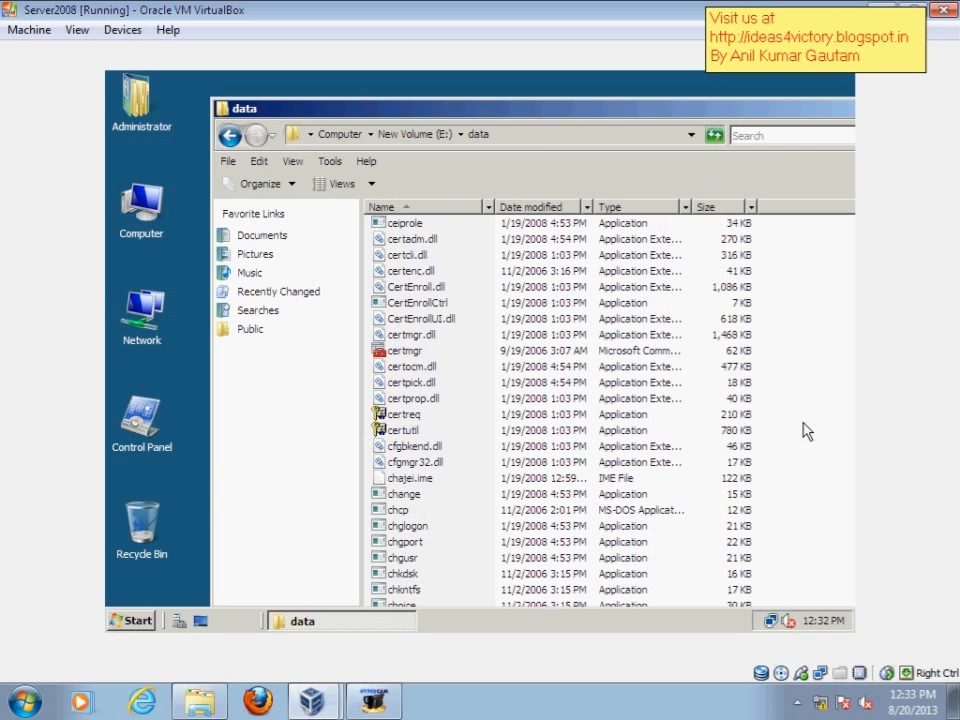 Server2008 [Running] - Oracle VM VirtualBox
Machine View Devices Help
Visit us at
http://ideas4victory.blogspot.in
By Anil Kumar Gautam
Administrator
Computer
Network
Control Panel
Recycle Bin
data
Computer New Volume (E:) data
Search
File Edit View Tools Help
Organize Views
Favorite Links
Documents
Pictures
Music
Recently Changed
Searches
Public
Name Date modified Type Size
ceiprole 1/19/2008 4:53 PM Application 34 KB
certadm.dll 1/19/2008 4:54 PM Application Exte... 270 KB
certcli.dll 1/19/2008 1:03 PM Application Exte... 316 KB
certenc.dll 11/2/2006 3:16 PM Application Exte... 41 KB
CertEnroll.dll 1/19/2008 1:03 PM Application Exte... 1,086 KB
CertEnrollCtrl 1/19/2008 1:03 PM Application 7 KB
CertEnrollUI.dll 1/19/2008 1:03 PM Application Exte... 618 KB
certmgr.dll 1/19/2008 1:03 PM Application Exte... 1,468 KB
certmgr 9/19/2006 3:07 AM Microsoft Comm... 62 KB
certocm.dll 1/19/2008 4:54 PM Application Exte... 477 KB
certpick.dll 1/19/2008 4:54 PM Application Exte... 18 KB
certprop.dll 1/19/2008 1:03 PM Application Exte... 40 KB
certreq 1/19/2008 1:03 PM Application 210 KB
certutil 1/19/2008 1:03 PM Application 780 KB
cfgbkend.dll 1/19/2008 1:03 PM Application Exte... 46 KB
cfgmgr32.dll 1/19/2008 1:03 PM Application Exte... 17 KB
chajei.ime 1/19/2008 12:59... IME File 122 KB
change 1/19/2008 4:53 PM Application 15 KB
chcp 11/2/2006 2:01 PM MS-DOS Applicat... 12 KB
chglogon 1/19/2008 4:53 PM Application 21 KB
chgport 1/19/2008 4:53 PM Application 22 KB
chgusr 1/19/2008 4:53 PM Application 21 KB
chkdsk 11/2/2006 3:15 PM Application 16 KB
chkntfs 11/2/2006 3:15 PM Application 17 KB
choice 11/2/2006 3:15 PM Application 30 KB
Start data 12:32 PM
Right Ctrl
HYPERCAM
12:33 PM
8/20/2013